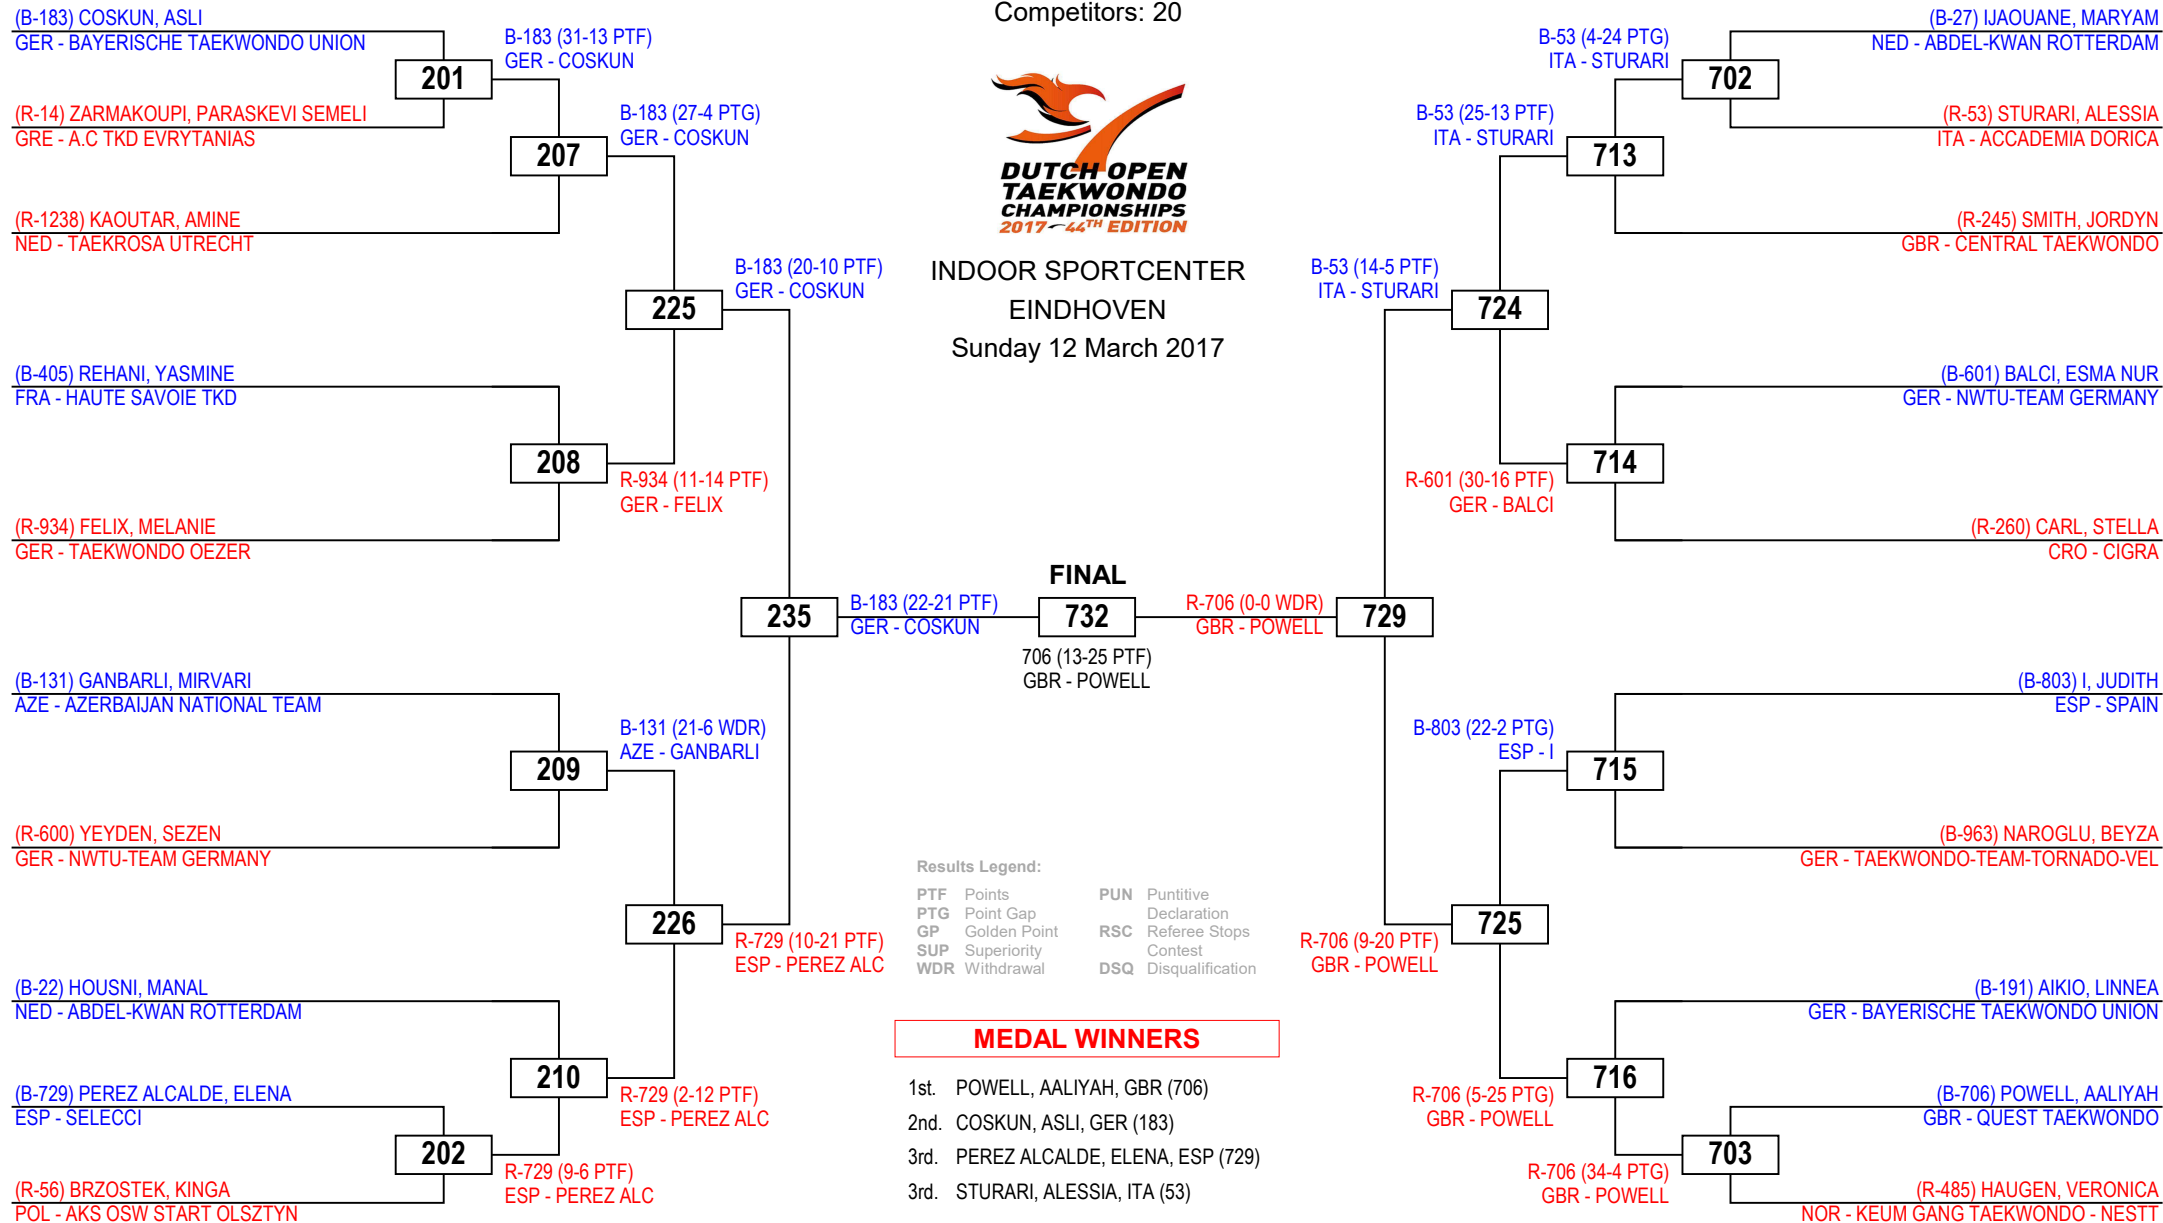 Competitors: 20
DUTCH OPEN
TAEKWONDO
CHAMPIONSHIPS
2017 44TH EDITION
INDOOR SPORTCENTER
EINDHOVEN
Sunday 12 March 2017
(B-183) COSKUN, ASLI
GER - BAYERISCHE TAEKWONDO UNION
201
(R-14) ZARMAKOUPI, PARASKEVI SEMELI
GRE - A.C TKD EVRYTANIAS
B-183 (31-13 PTF)
GER - COSKUN
207
(R-1238) KAOUTAR, AMINE
NED - TAEKROSA UTRECHT
B-183 (27-4 PTG)
GER - COSKUN
225
B-183 (20-10 PTF)
GER - COSKUN
(B-405) REHANI, YASMINE
FRA - HAUTE SAVOIE TKD
208
R-934 (11-14 PTF)
GER - FELIX
(R-934) FELIX, MELANIE
GER - TAEKWONDO OEZER
235
B-183 (22-21 PTF)
GER - COSKUN
(B-131) GANBARLI, MIRVARI
AZE - AZERBAIJAN NATIONAL TEAM
209
B-131 (21-6 WDR)
AZE - GANBARLI
(R-600) YEYDEN, SEZEN
GER - NWTU-TEAM GERMANY
226
R-729 (10-21 PTF)
ESP - PEREZ ALC
(B-22) HOUSNI, MANAL
NED - ABDEL-KWAN ROTTERDAM
210
R-729 (2-12 PTF)
ESP - PEREZ ALC
(B-729) PEREZ ALCALDE, ELENA
ESP - SELECCI
202
R-729 (9-6 PTF)
ESP - PEREZ ALC
(R-56) BRZOSTEK, KINGA
POL - AKS OSW START OLSZTYN
FINAL
732
706 (13-25 PTF)
GBR - POWELL
R-706 (0-0 WDR)
GBR - POWELL
729
(B-27) IJAOUANE, MARYAM
NED - ABDEL-KWAN ROTTERDAM
B-53 (4-24 PTG)
ITA - STURARI
702
(R-53) STURARI, ALESSIA
ITA - ACCADEMIA DORICA
B-53 (25-13 PTF)
ITA - STURARI
713
(R-245) SMITH, JORDYN
GBR - CENTRAL TAEKWONDO
B-53 (14-5 PTF)
ITA - STURARI
724
(B-601) BALCI, ESMA NUR
GER - NWTU-TEAM GERMANY
714
R-601 (30-16 PTF)
GER - BALCI
(R-260) CARL, STELLA
CRO - CIGRA
(B-803) I, JUDITH
ESP - SPAIN
B-803 (22-2 PTG)
ESP - I
715
(B-963) NAROGLU, BEYZA
GER - TAEKWONDO-TEAM-TORNADO-VEL
725
R-706 (9-20 PTF)
GBR - POWELL
(B-191) AIKIO, LINNEA
GER - BAYERISCHE TAEKWONDO UNION
716
R-706 (5-25 PTG)
GBR - POWELL
(B-706) POWELL, AALIYAH
GBR - QUEST TAEKWONDO
703
R-706 (34-4 PTG)
GBR - POWELL
(R-485) HAUGEN, VERONICA
NOR - KEUM GANG TAEKWONDO - NESTT
Results Legend:
PTF Points
PTG Point Gap
GP Golden Point
SUP Superiority
WDR Withdrawal
PUN Puntitive
Declaration
RSC Referee Stops
Contest
DSQ Disqualification
MEDAL WINNERS
1st. POWELL, AALIYAH, GBR (706)
2nd. COSKUN, ASLI, GER (183)
3rd. PEREZ ALCALDE, ELENA, ESP (729)
3rd. STURARI, ALESSIA, ITA (53)